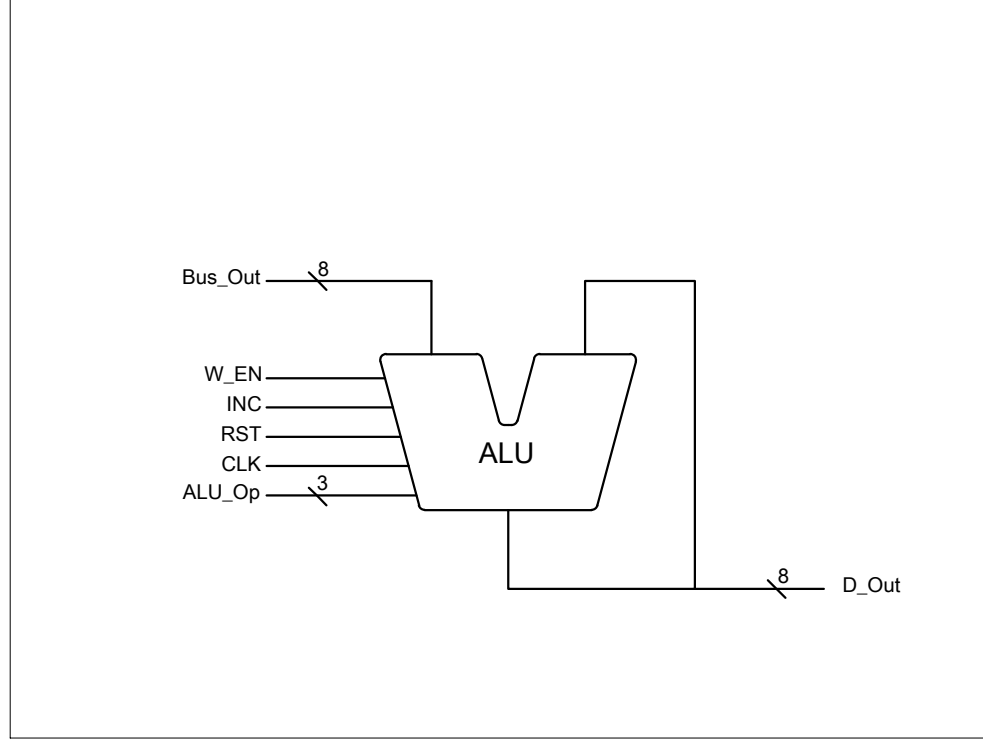 Bus_Out
8
W_EN
INC
RST
CLK
ALU_Op
3
ALU
8
D_Out